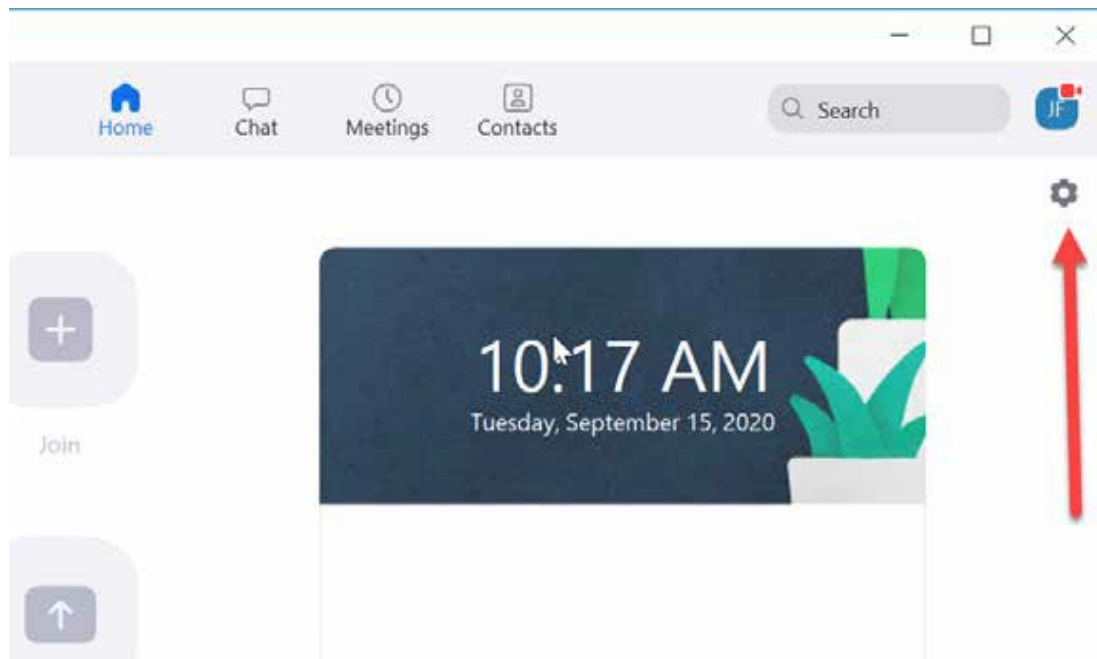 Home
Chat
Meetings
Contacts
Search
JF
10:17 AM
Tuesday, September 15, 2020
Join